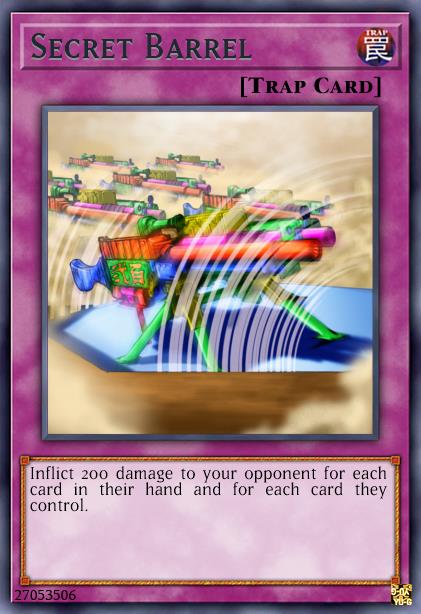 Secret Barrel
TRAP
罠
[Trap Card]
Inflict 200 damage to your opponent for each
card in their hand and for each card they
control.
27053506